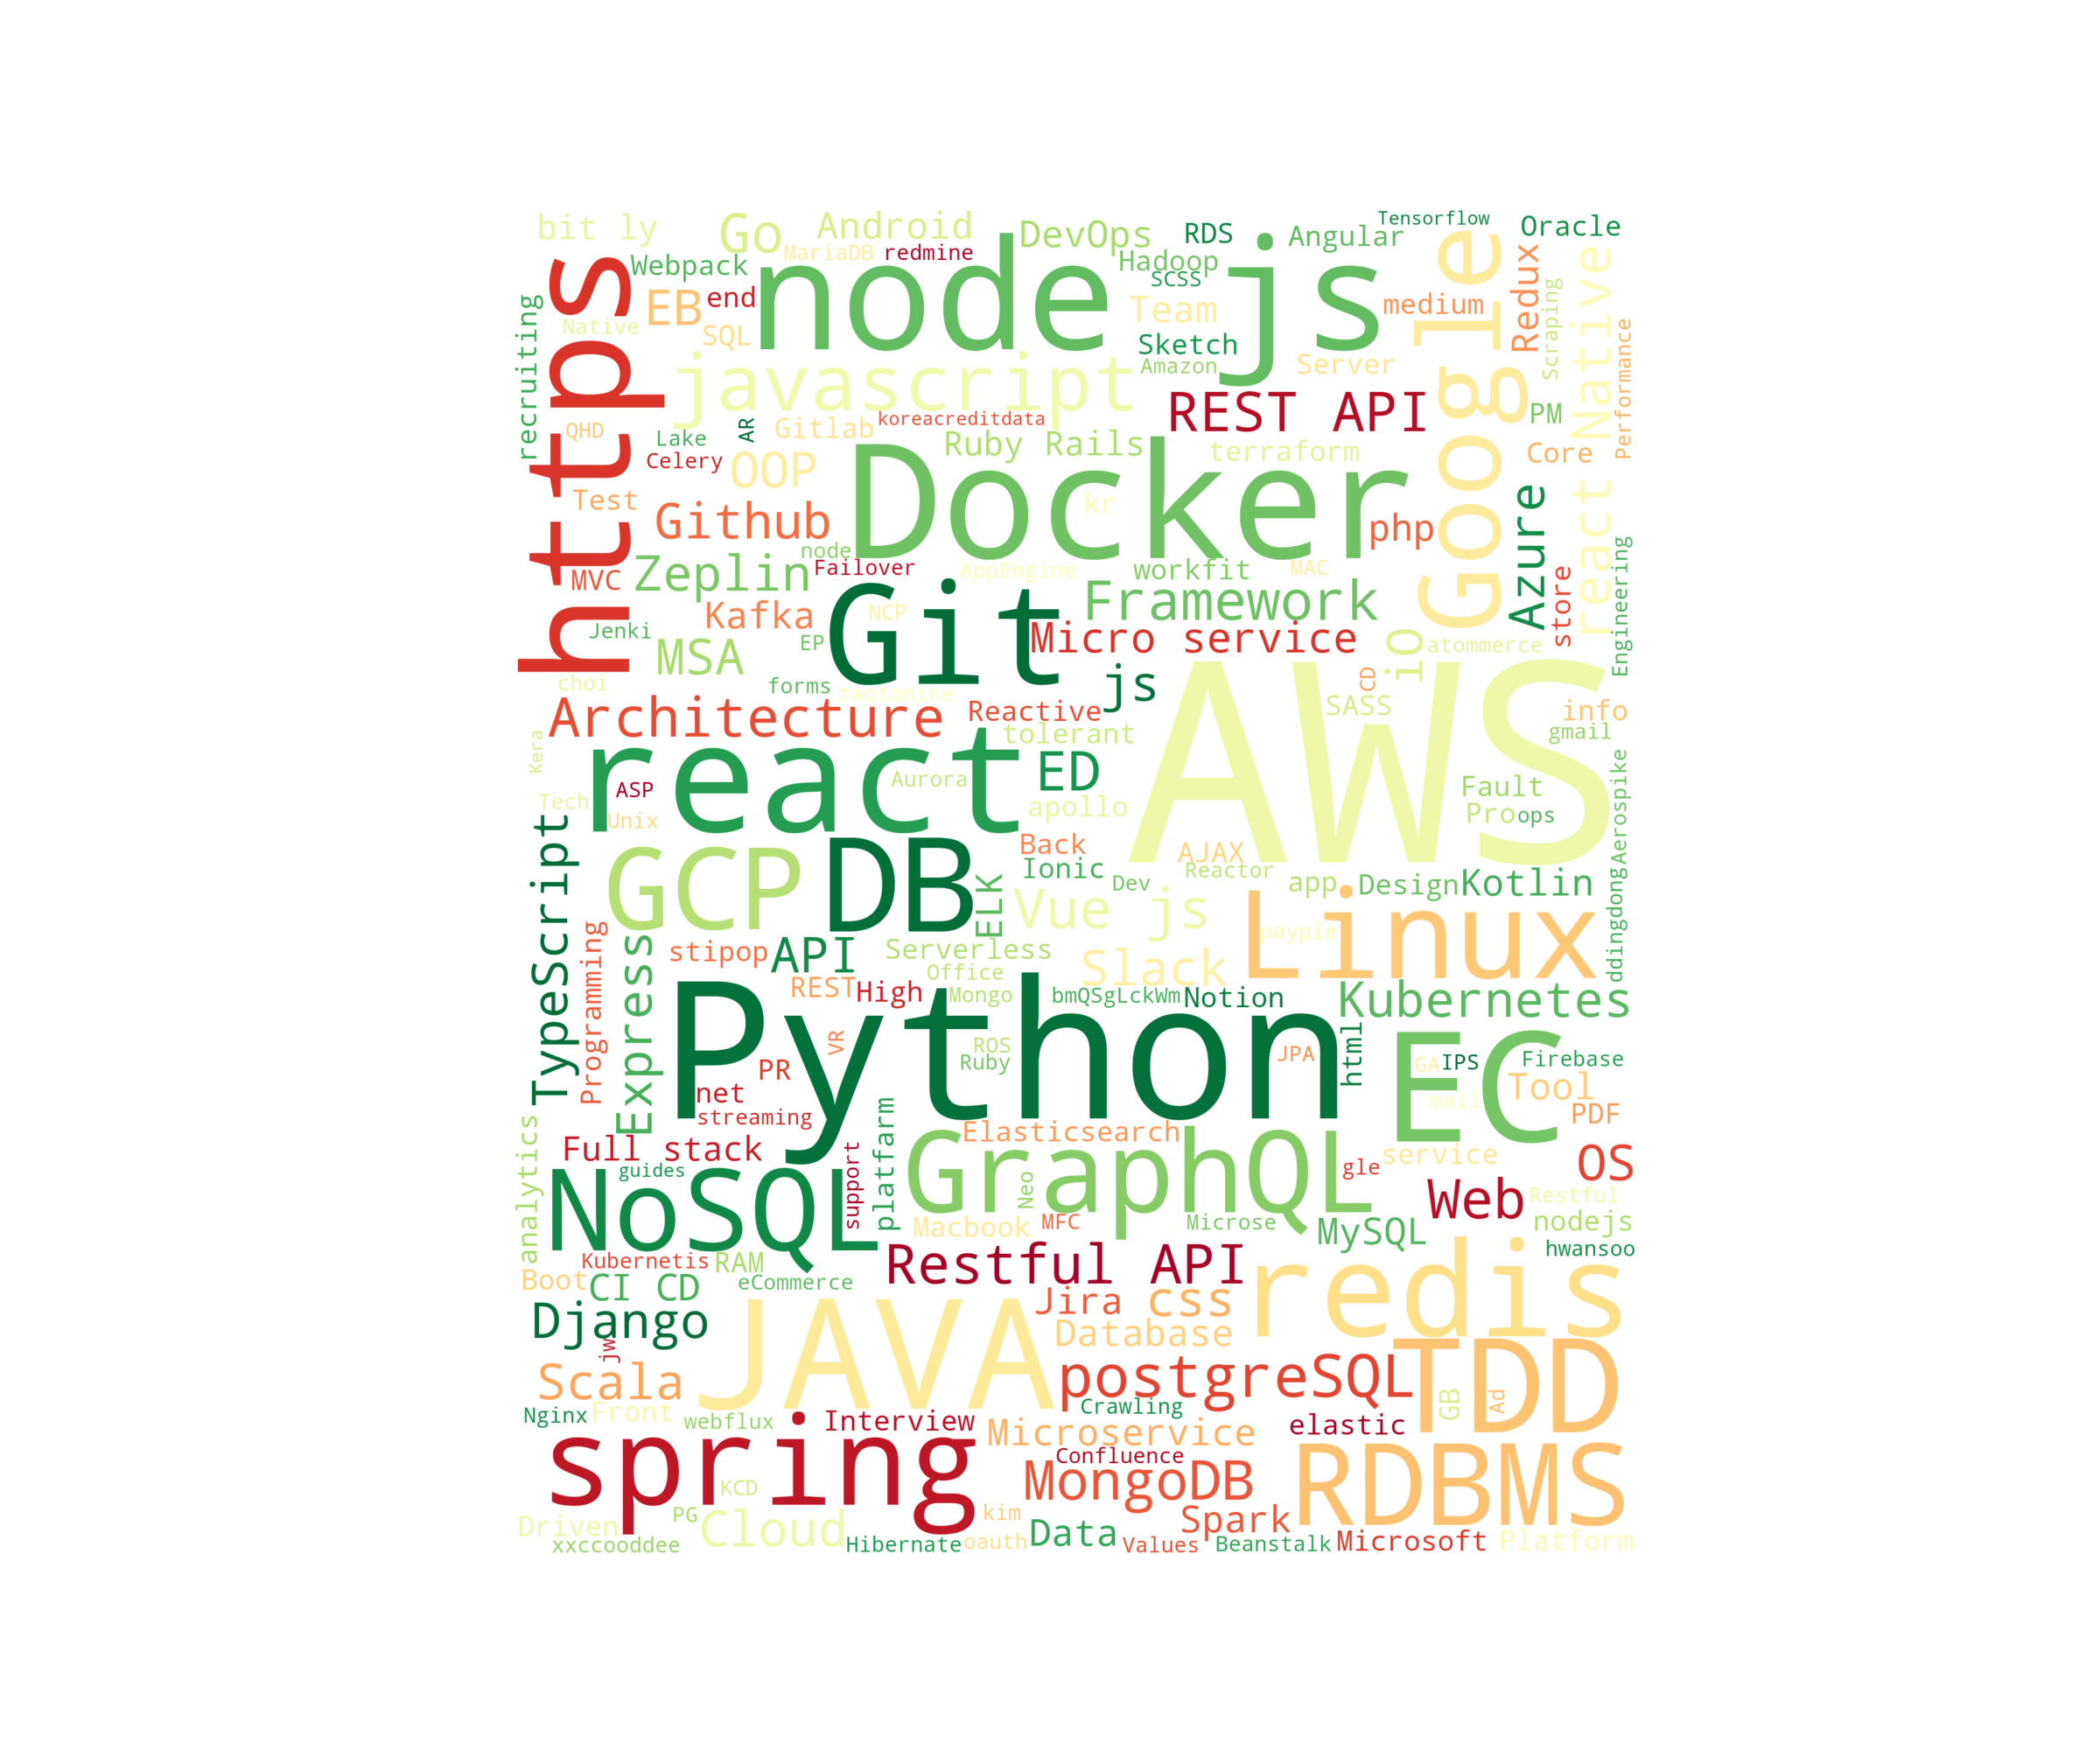 bit ly
Go
Android
DevOps
RDS
Angular
Tensorflow
Oracle
MariaDB
redmine
Webpack
Hadoop
SCSS
node js
https
recruiting
EB
end
Native
SQL
Team
Sketch
Amazon
Server
medium
Google
Redux
Scraping
react Native
Performance
javascript
REST API
PM
QHD
Lake
AR
Gitlab
koreacreditdata
Celery
OOP
Ruby Rails
terraform
Core
Test
Github
Docker
kr
php
Azure
node
Failover
AppEngine
workfit
MAC
MVC
Zeplin
store
Engineering
Kafka
Git
NCP
Framework
Jenki
EP
Micro service
iO
atommerce
MSA
choi
forms
twotpnine
js
CD
SASS
info
gmail
Architecture
Reactive
tolerant
AWS
Kera
react
Aurora
ED
ASP
Tech
Unix
apollo
Fault
Pro
ops
Aerospike
TypeScript
GCP
DB
Back
AJAX
Ionic
Dev
Reactor
app
Design
Kotlin
ELK
Vue js
Linux
payple
ddingdong
Programming
Express
stipop
API
Serverless
Office
Slack
REST
High
Mongo
bmQSgLckWm
Notion
Kubernetes
Python
VR
ROS
Ruby
JPA
html
EC
GA
IPS
Firebase
PR
net
Tool
mail
PDF
streaming
analytics
Full stack
guides
support
platfarm
Elasticsearch
GraphQL
Neo
gle
service
OS
NoSQL
Macbook
MFC
Microse
MySQL
Web
Restful
nodejs
hwansoo
Kubernetis
RAM
Boot
CI CD
eCommerce
Restful API
redis
Django
jw
JAVA
Jira
css
Database
Scala
postgreSQL
TDD
GB
Ad
Nginx
Front
webflux
Interview
Crawling
Microservice
elastic
spring
Confluence
MongoDB
RDBMS
KCD
PG
kim
Driven
Cloud
Spark
xxccooddee
Hibernate
oauth
Data
Values
Beanstalk
Microsoft
Platform